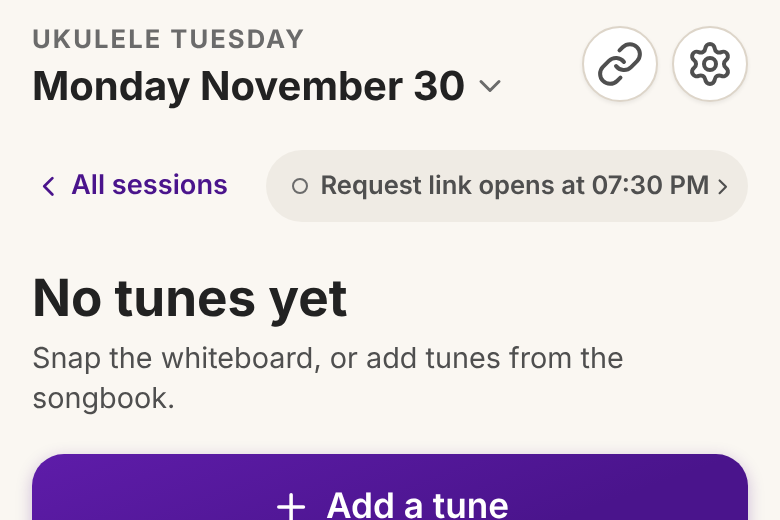 UKULELE TUESDAY
Monday November 30
All sessions
Request link opens at 07:30 PM
No tunes yet
Snap the whiteboard, or add tunes from the
songbook.
Add a tune